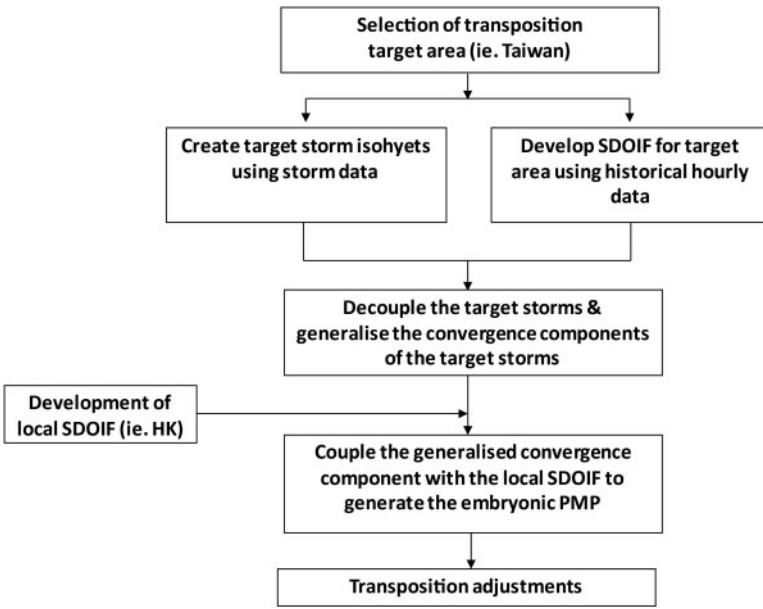 Selection of transposition
target area (ie. Taiwan)
Create target storm isohyets
using storm data
Develop SDOIF for target
area using historical hourly
data
Decouple the target storms &
generalise the convergence components
of the target storms
Development of
local SDOIF (ie. HK)
Couple the generalised convergence
component with the local SDOIF to
generate the embryonic PMP
Transposition adjustments